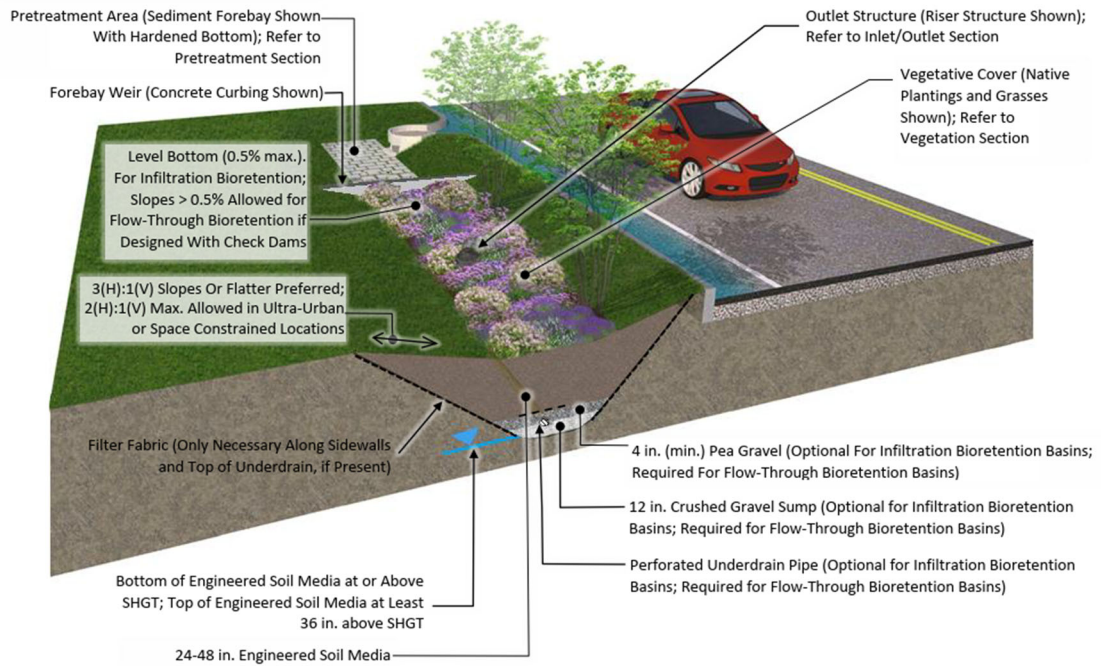 Pretreatment Area (Sediment Forebay Shown
With Hardened Bottom); Refer to
Pretreatment Section
Outlet Structure (Riser Structure Shown);
Refer to Inlet/Outlet Section
Forebay Weir (Concrete Curbing Shown)
Vegetative Cover (Native
Plantings and Grasses
Shown); Refer to
Vegetation Section
Level Bottom (0.5% max.).
For Infiltration Bioretention;
Slopes > 0.5% Allowed for
Flow-Through Bioretention if
Designed With Check Dams
3(H):1(V) Slopes Or Flatter Preferred;
2(H):1(V) Max. Allowed in Ultra-Urban
or Space Constrained Locations
Filter Fabric (Only Necessary Along Sidewalls
and Top of Underdrain, if Present)
4 in. (min.) Pea Gravel (Optional For Infiltration Bioretention Basins;
Required For Flow-Through Bioretention Basins)
12 in. Crushed Gravel Sump (Optional for Infiltration Bioretention
Basins; Required for Flow-Through Bioretention Basins)
Perforated Underdrain Pipe (Optional for Infiltration Bioretention
Basins; Required for Flow-Through Bioretention Basins)
Bottom of Engineered Soil Media at or Above
SHGT; Top of Engineered Soil Media at Least
36 in. above SHGT
24-48 in. Engineered Soil Media